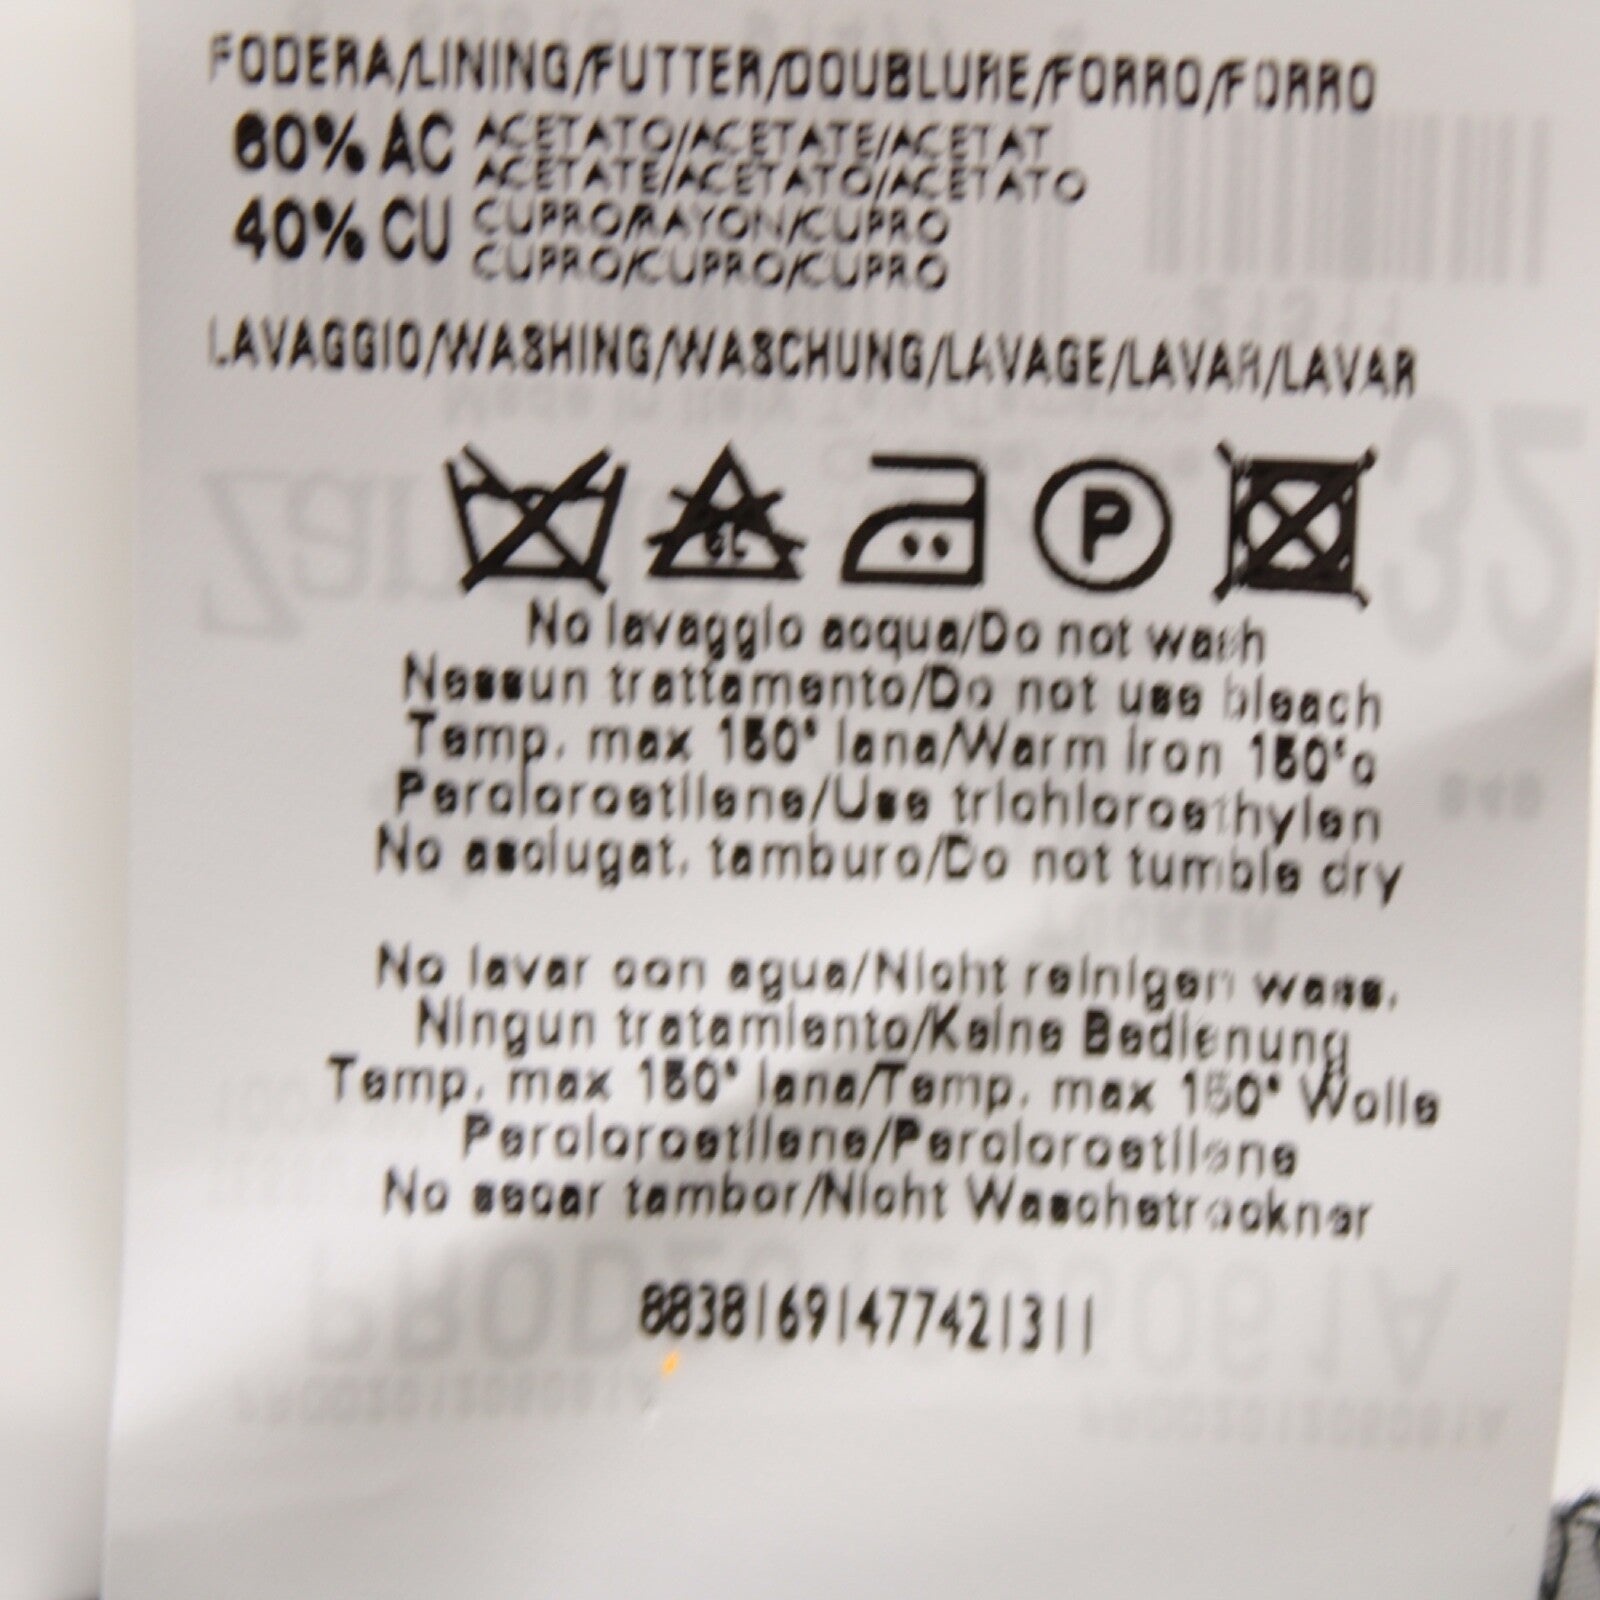 FODERA/LINING/FUTTER/DOUBLURE/FORRO/FORRO
60% AC ACETATO/ACETATE/ACETAT
ACETATE/ACETATO/ACETATO
40% CU CUPRO/RAYON/CUPRO
CUPRO/CUPRO/CUPRO
LAVAGGIO/WASHING/WASCHUNG/LAVAGE/LAVAR/LAVAR
CL P
No lavaggio acqua/Do not wash
Nessun trattamento/Do not use bleach
Temp. max 150° lana/Warm iron 150°c
Percloroetilene/Use trichloroethylen
No asciugat. tamburo/Do not tumble dry
No lavar con agua/Nicht reinigen wass.
Ningun tratamiento/Keine Bedienung
Temp. max 150° lana/Temp. max 150° Wolle
Percloroetilene/Percloroetilene
No secar tambor/Nicht Waschetrockner
88381691477421311